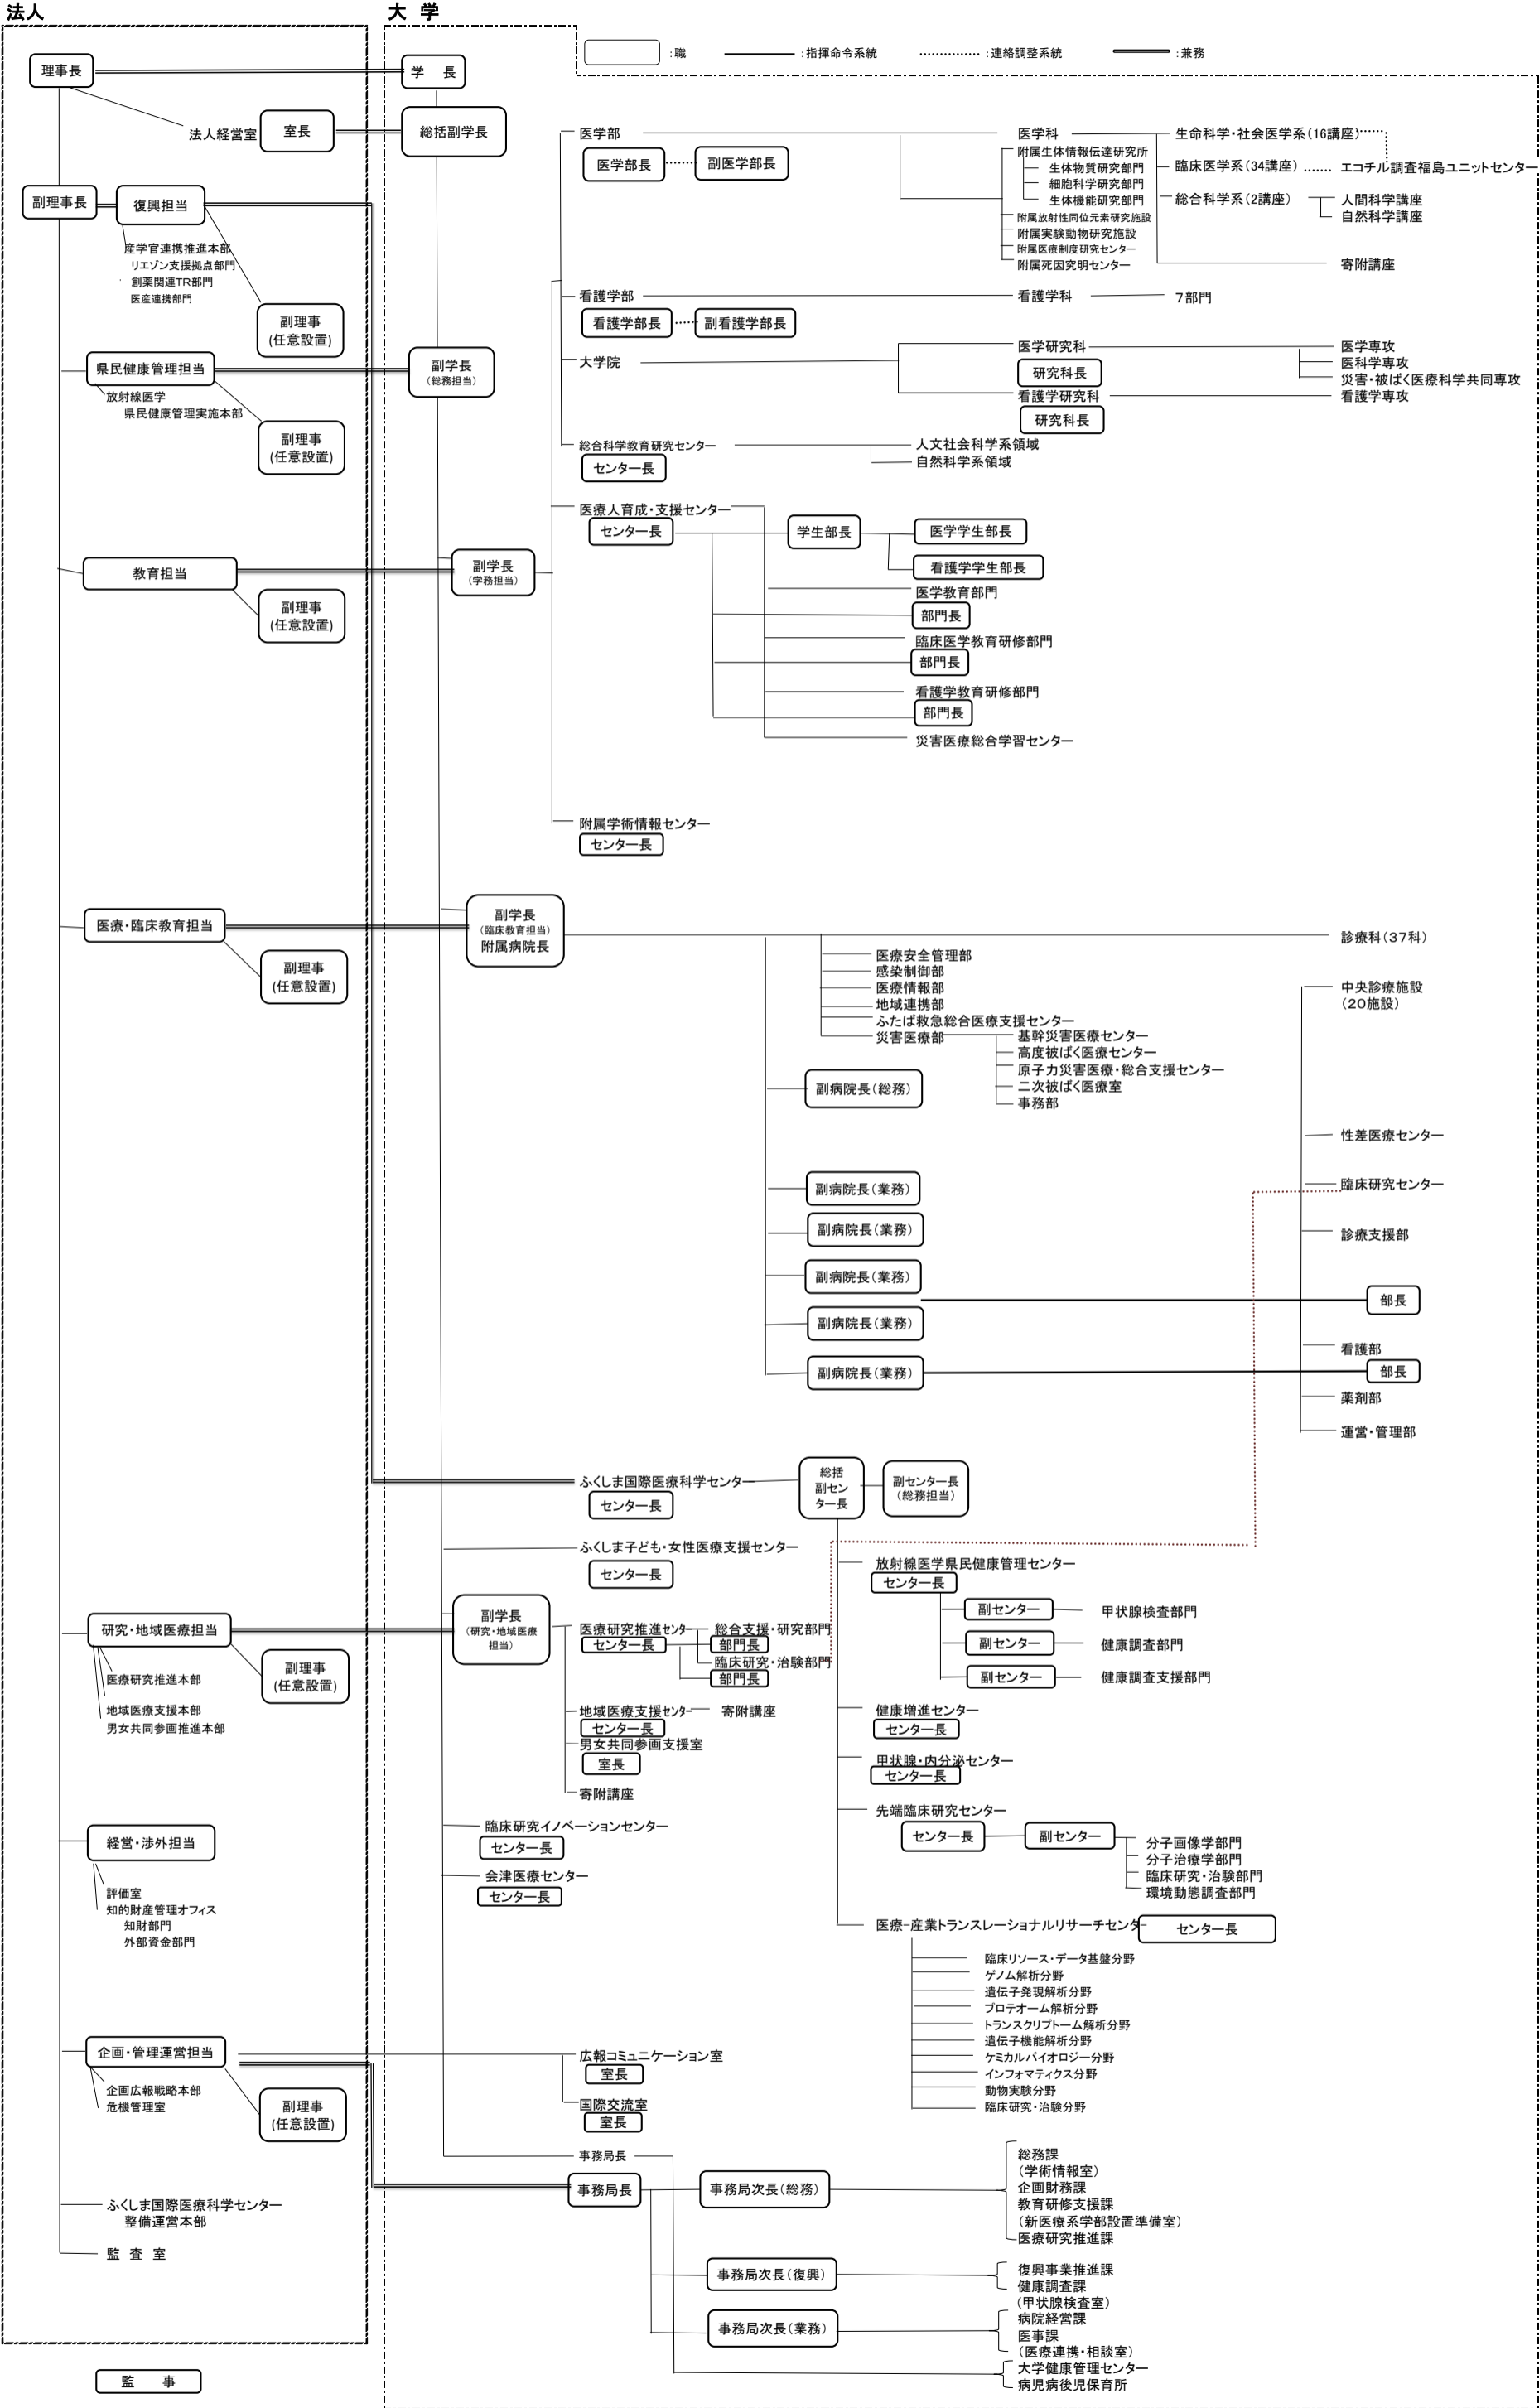 法人
大 学
:職
:指揮命令系統
:連絡調整系統
:兼務
理事長
学 長
法人経営室
室長
総括副学長
副理事長
復興担当
産学官連携推進本部
リエゾン支援拠点部門
創薬関連TR部門
医産連携部門
副理事
(任意設置)
県民健康管理担当
放射線医学
県民健康管理実施本部
副理事
(任意設置)
教育担当
副理事
(任意設置)
医療・臨床教育担当
副理事
(任意設置)
研究・地域医療担当
医療研究推進本部
地域医療支援本部
男女共同参画推進本部
副理事
(任意設置)
経営・渉外担当
評価室
知的財産管理オフィス
知財部門
外部資金部門
企画・管理運営担当
企画広報戦略本部
危機管理室
副理事
(任意設置)
ふくしま国際医療科学センター
整備運営本部
監 査 室
監 事
副学長
(総務担当)
副学長
(学務担当)
副学長
(臨床教育担当)
附属病院長
副学長
(研究・地域医療
担当)
医学部
医学部長
副医学部長
医学科
附属生体情報伝達研究所
生体物質研究部門
細胞科学研究部門
生体機能研究部門
附属放射性同位元素研究施設
附属実験動物研究施設
附属医療制度研究センター
附属死因究明センター
生命科学・社会医学系(16講座)
臨床医学系(34講座)
エコチル調査福島ユニットセンター
総合科学系(2講座)
人間科学講座
自然科学講座
寄附講座
看護学部
看護学部長
副看護学部長
看護学科
7部門
大学院
医学研究科
研究科長
看護学研究科
研究科長
医学専攻
医科学専攻
災害・被ばく医療科学共同専攻
看護学専攻
総合科学教育研究センター
センター長
人文社会科学系領域
自然科学系領域
医療人育成・支援センター
センター長
学生部長
医学学生部長
看護学学生部長
医学教育部門
部門長
臨床医学教育研修部門
部門長
看護学教育研修部門
部門長
災害医療総合学習センター
附属学術情報センター
センター長
診療科(37科)
医療安全管理部
感染制御部
医療情報部
地域連携部
ふたば救急総合医療支援センター
災害医療部
基幹災害医療センター
高度被ばく医療センター
原子力災害医療・総合支援センター
二次被ばく医療室
事務部
副病院長(総務)
副病院長(業務)
副病院長(業務)
副病院長(業務)
副病院長(業務)
副病院長(業務)
中央診療施設
(20施設)
性差医療センター
臨床研究センター
診療支援部
部長
看護部
部長
薬剤部
運営・管理部
ふくしま国際医療科学センター
センター長
総括
副セン
ター長
副センター長
(総務担当)
ふくしま子ども・女性医療支援センター
センター長
医療研究推進センター
センター長
総合支援・研究部門
部門長
臨床研究・治験部門
部門長
地域医療支援センター
センター長
寄附講座
男女共同参画支援室
室長
寄附講座
放射線医学県民健康管理センター
センター長
副センター
甲状腺検査部門
副センター
健康調査部門
副センター
健康調査支援部門
健康増進センター
センター長
甲状腺・内分泌センター
センター長
先端臨床研究センター
センター長
副センター
分子画像学部門
分子治療学部門
臨床研究・治験部門
環境動態調査部門
臨床研究イノベーションセンター
センター長
会津医療センター
センター長
医療-産業トランスレーショナルリサーチセンター
センター長
臨床リソース・データ基盤分野
ゲノム解析分野
遺伝子発現解析分野
プロテオーム解析分野
トランスクリプトーム解析分野
遺伝子機能解析分野
ケミカルバイオロジー分野
インフォマティクス分野
動物実験分野
臨床研究・治験分野
広報コミュニケーション室
室長
国際交流室
室長
事務局長
事務局長
事務局次長(総務)
総務課
(学術情報室)
企画財務課
教育研修支援課
(新医療系学部設置準備室)
医療研究推進課
事務局次長(復興)
復興事業推進課
健康調査課
(甲状腺検査室)
事務局次長(業務)
病院経営課
医事課
(医療連携・相談室)
大学健康管理センター
病児病後児保育所